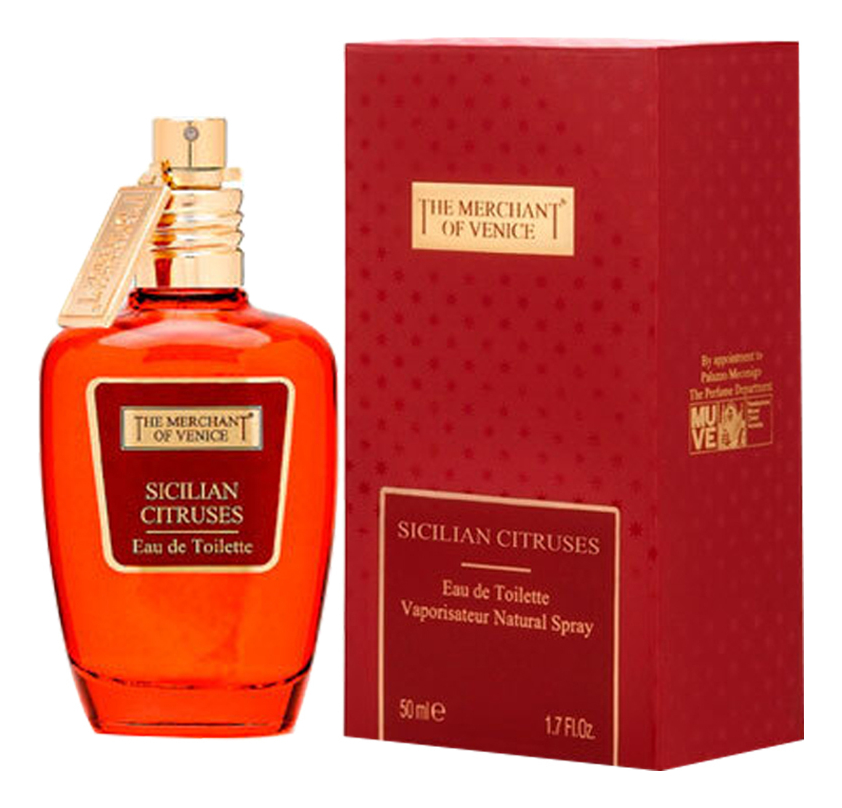 THE MERCHANT®
OF VENICE
SICILIAN
CITRUSES
Eau de Toilette
THE MERCHANT®
OF VENICE
SICILIAN CITRUSES
Eau de Toilette
Vaporisateur Natural Spray
50 ml ℮
1.7 Fl.Oz.
By appointment to
Palazzo Mocenigo
The Perfume Department
MU
VE